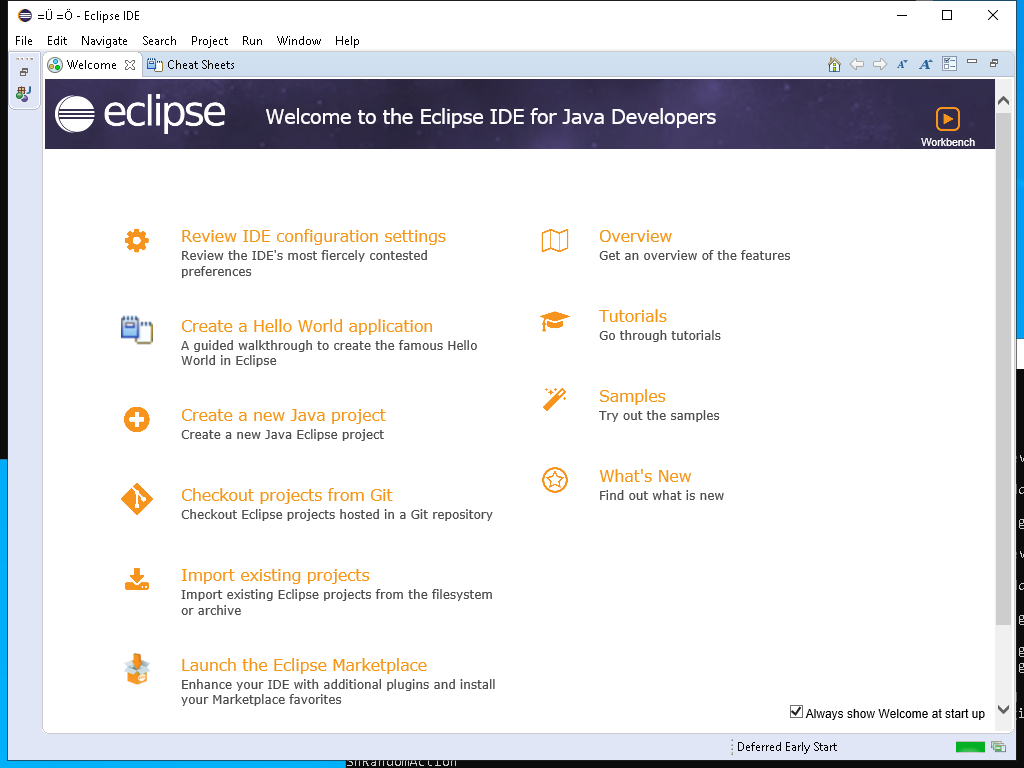 =Ü =Ö - Eclipse IDE
File Edit Navigate Search Project Run Window Help
Welcome Cheat Sheets
eclipse
Welcome to the Eclipse IDE for Java Developers
Workbench
Review IDE configuration settings
Review the IDE's most fiercely contested
preferences
Create a Hello World application
A guided walkthrough to create the famous Hello
World in Eclipse
Create a new Java project
Create a new Java Eclipse project
Checkout projects from Git
Checkout Eclipse projects hosted in a Git repository
Import existing projects
Import existing Eclipse projects from the filesystem
or archive
Launch the Eclipse Marketplace
Enhance your IDE with additional plugins and install
your Marketplace favorites
Overview
Get an overview of the features
Tutorials
Go through tutorials
Samples
Try out the samples
What's New
Find out what is new
Always show Welcome at start up
Deferred Early Start